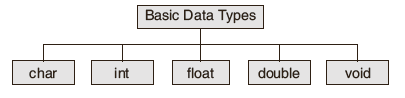 Basic Data Types
char int float double void